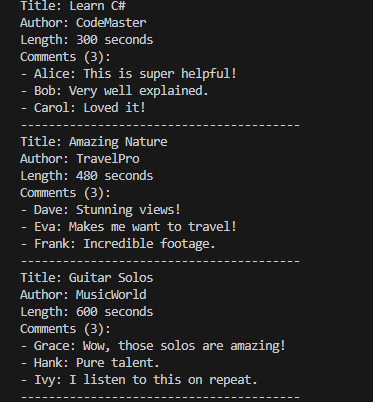 Title: Learn C#
Author: CodeMaster
Length: 300 seconds
Comments (3):
- Alice: This is super helpful!
- Bob: Very well explained.
- Carol: Loved it!
----------------------------------------
Title: Amazing Nature
Author: TravelPro
Length: 480 seconds
Comments (3):
- Dave: Stunning views!
- Eva: Makes me want to travel!
- Frank: Incredible footage.
----------------------------------------
Title: Guitar Solos
Author: MusicWorld
Length: 600 seconds
Comments (3):
- Grace: Wow, those solos are amazing!
- Hank: Pure talent.
- Ivy: I listen to this on repeat.
----------------------------------------